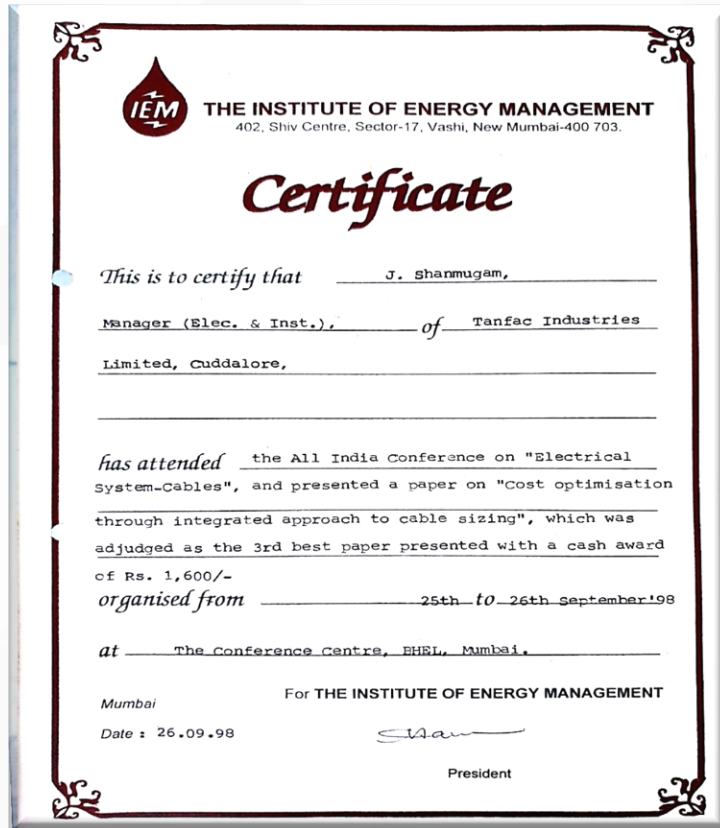 IEM
THE INSTITUTE OF ENERGY MANAGEMENT
402, Shiv Centre, Sector-17, Vashi, New Mumbai-400 703.
Certificate
This is to certify that J. Shanmugam,
Manager (Elec. & Inst.), of Tanfac Industries
Limited, Cuddalore,
has attended the All India Conference on "Electrical
System-Cables", and presented a paper on "Cost optimisation
through integrated approach to cable sizing", which was
adjudged as the 3rd best paper presented with a cash award
of Rs. 1,600/-
organised from 25th to 26th September'98
at The Conference Centre, BHEL, Mumbai.
For THE INSTITUTE OF ENERGY MANAGEMENT
Mumbai
Date : 26.09.98
President